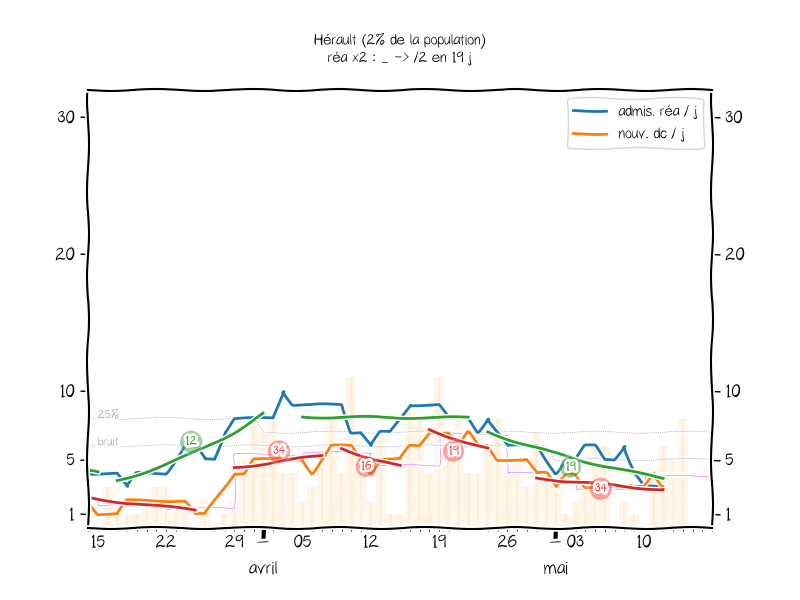 Hérault (2% de la population)
réa x2 : _ -> /2 en 19 j
admis. réa / j
nouv. dc / j
30
30
20
20
10
10
25%
bruit
12
34
16
19
19
34
5
5
1
1
15 22 29 05 12 19 26 03 10
avril mai